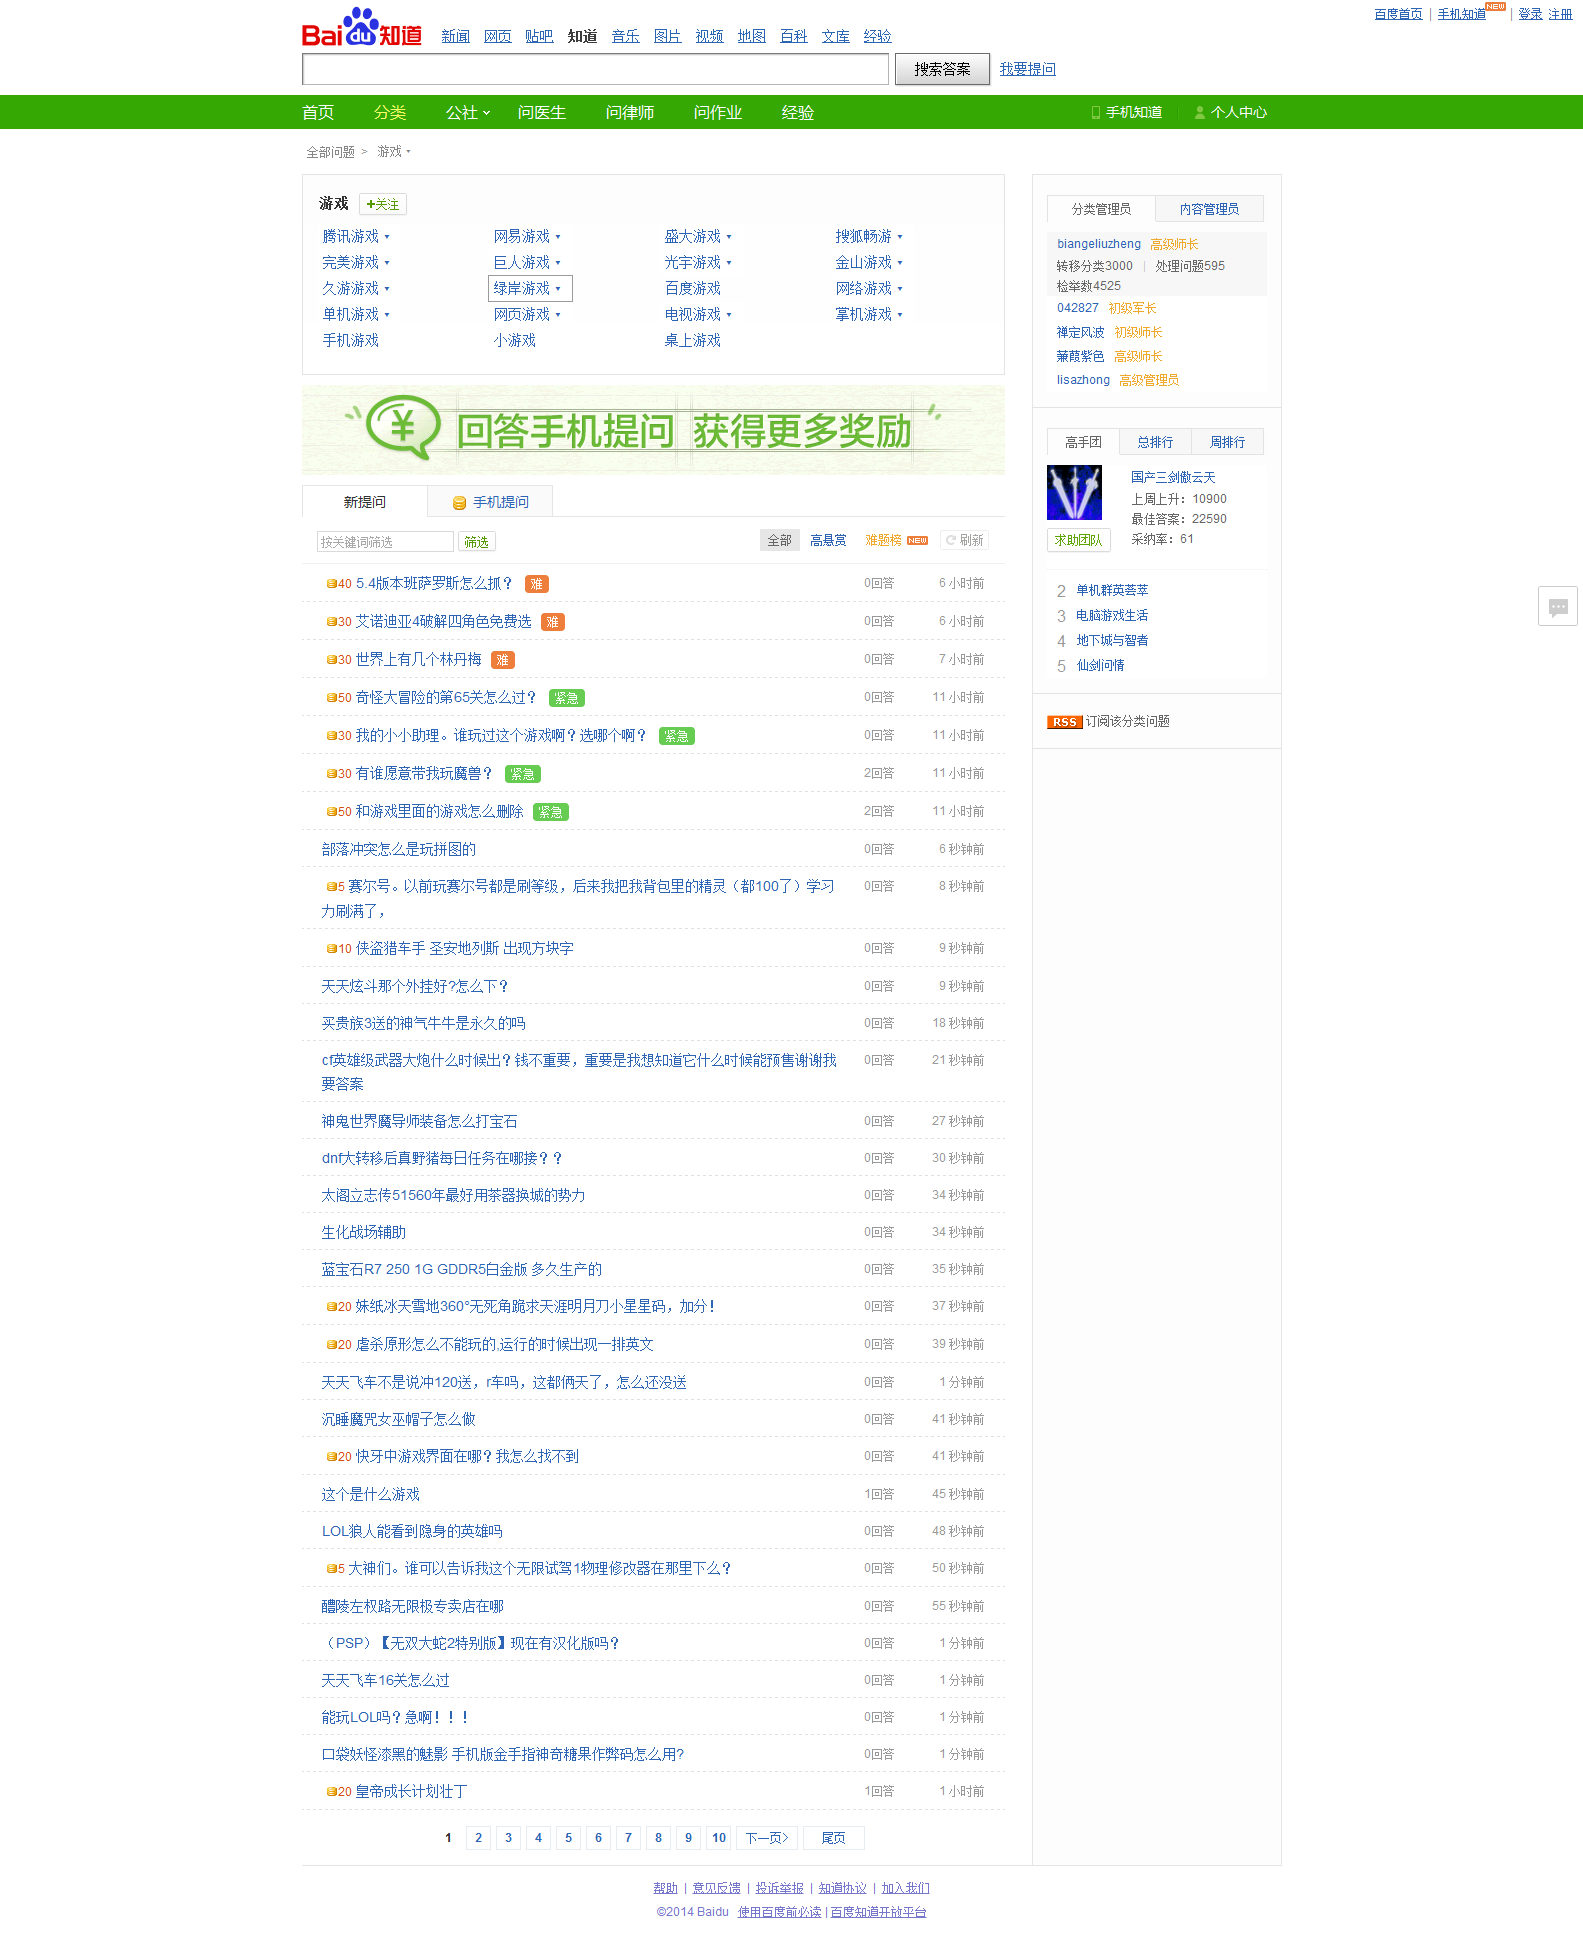 百度首页 | 手机知道 NEW | 登录 注册
Bai du 知道 新闻 网页 贴吧 知道 音乐 图片 视频 地图 百科 文库 经验
搜索答案 我要提问
首页 分类 公社 问医生 问律师 问作业 经验 手机知道 个人中心
全部问题 > 游戏
游戏 +关注
腾讯游戏 网易游戏 盛大游戏 搜狐畅游
完美游戏 巨人游戏 光宇游戏 金山游戏
久游游戏 绿岸游戏 百度游戏 网络游戏
单机游戏 网页游戏 电视游戏 掌机游戏
手机游戏 小游戏 桌上游戏
¥ 回答手机提问 获得更多奖励
新提问 手机提问
按关键词筛选 筛选 全部 高悬赏 难题榜 NEW 刷新
40 5.4版本班萨罗斯怎么抓？ 难 0回答 6 小时前
30 艾诺迪亚4破解四角色免费选 难 0回答 6 小时前
30 世界上有几个林丹梅 难 0回答 7 小时前
50 奇怪大冒险的第65关怎么过？ 紧急 0回答 11 小时前
30 我的小小助理。谁玩过这个游戏啊？选哪个啊？ 紧急 0回答 11 小时前
30 有谁愿意带我玩魔兽？ 紧急 2回答 11 小时前
50 和游戏里面的游戏怎么删除 紧急 2回答 11 小时前
部落冲突怎么是玩拼图的 0回答 6 秒钟前
5 赛尔号。以前玩赛尔号都是刷等级，后来我把我背包里的精灵（都100了）学习 0回答 8 秒钟前
力刷满了，
10 侠盗猎车手 圣安地列斯 出现方块字 0回答 9 秒钟前
天天炫斗那个外挂好?怎么下？ 0回答 9 秒钟前
买贵族3送的神气牛牛是永久的吗 0回答 18 秒钟前
cf英雄级武器大炮什么时候出？钱不重要，重要是我想知道它什么时候能预售谢谢我 0回答 21 秒钟前
要答案
神鬼世界魔导师装备怎么打宝石 0回答 27 秒钟前
dnf大转移后真野猪每日任务在哪接？？ 0回答 30 秒钟前
太阁立志传51560年最好用茶器换城的势力 0回答 34 秒钟前
生化战场辅助 0回答 34 秒钟前
蓝宝石R7 250 1G GDDR5白金版 多久生产的 0回答 35 秒钟前
20 妹纸冰天雪地360°无死角跪求天涯明月刀小星星码，加分！ 0回答 37 秒钟前
20 虐杀原形怎么不能玩的,运行的时候出现一排英文 0回答 39 秒钟前
天天飞车不是说冲120送，r车吗，这都俩天了，怎么还没送 0回答 1 分钟前
沉睡魔咒女巫帽子怎么做 0回答 41 秒钟前
20 快牙中游戏界面在哪？我怎么找不到 0回答 41 秒钟前
这个是什么游戏 1回答 45 秒钟前
LOL狼人能看到隐身的英雄吗 0回答 48 秒钟前
5 大神们。谁可以告诉我这个无限试驾1物理修改器在那里下么？ 0回答 50 秒钟前
醴陵左权路无限极专卖店在哪 0回答 55 秒钟前
（PSP）【无双大蛇2特别版】现在有汉化版吗？ 0回答 1 分钟前
天天飞车16关怎么过 0回答 1 分钟前
能玩LOL吗？急啊！！！ 0回答 1 分钟前
口袋妖怪漆黑的魅影 手机版金手指神奇糖果作弊码怎么用? 0回答 1 分钟前
20 皇帝成长计划壮丁 1回答 1 小时前
1 2 3 4 5 6 7 8 9 10 下一页> 尾页
分类管理员 内容管理员
biangeliuzheng 高级师长
转移分类3000 | 处理问题595
检举数4525
042827 初级军长
禅定风波 初级师长
蒹葭紫色 高级师长
lisazhong 高级管理员
高手团 总排行 周排行
国产三剑傲云天
上周上升：10900
最佳答案：22590
采纳率：61
求助团队
2 单机群英荟萃
3 电脑游戏生活
4 地下城与智者
5 仙剑问情
RSS 订阅该分类问题
帮助 | 意见反馈 | 投诉举报 | 知道协议 | 加入我们
©2014 Baidu 使用百度前必读 | 百度知道开放平台